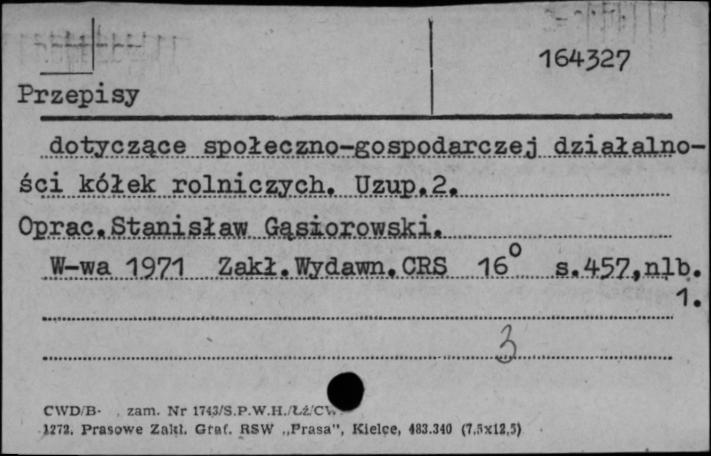 164327
Przepisy
dotyczące społeczno-gospodarczej działalno-
ści kółek rolniczych. Uzup.2.
Oprac.Stanisław Gąsiorowski.
W-wa 1971 Zakł.Wydawn.CRS 16° s.457,nlb.
1.
3
CWD/B- zam. Nr 1743/S.P.W.H./Łź/CW
1272. Prasowe Zakł. Graf. RSW „Prasa”, Kielce, 483.340 (7,5x12,5)